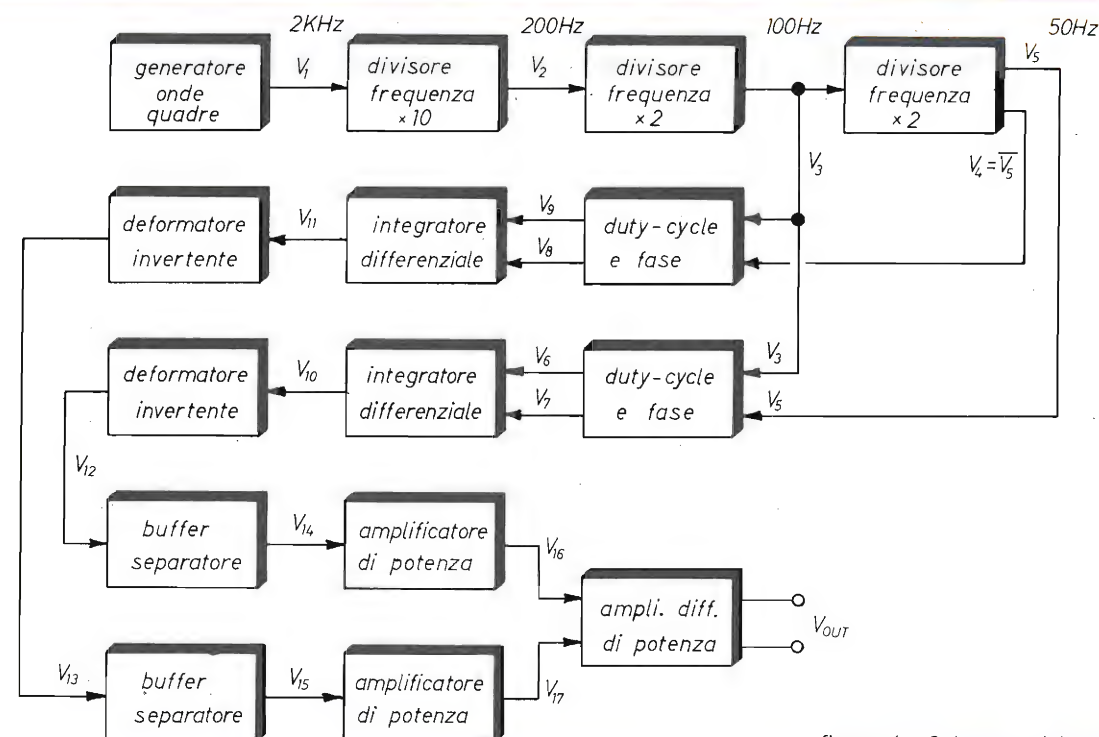 2KHz
200Hz
100Hz
50Hz
generatore
onde
quadre
V1
divisore
frequenza
×10
V2
divisore
frequenza
×2
divisore
frequenza
×2
V5
V3
V4=V̅5̅
deformatore
invertente
V11
integratore
differenziale
V9
V8
duty-cycle
e fase
deformatore
invertente
V10
integratore
differenziale
V6
V7
duty-cycle
e fase
V3
V5
V12
buffer
separatore
V14
amplificatore
di potenza
V16
ampli. diff.
di potenza
VOUT
V13
buffer
separatore
V15
amplificatore
di potenza
V17